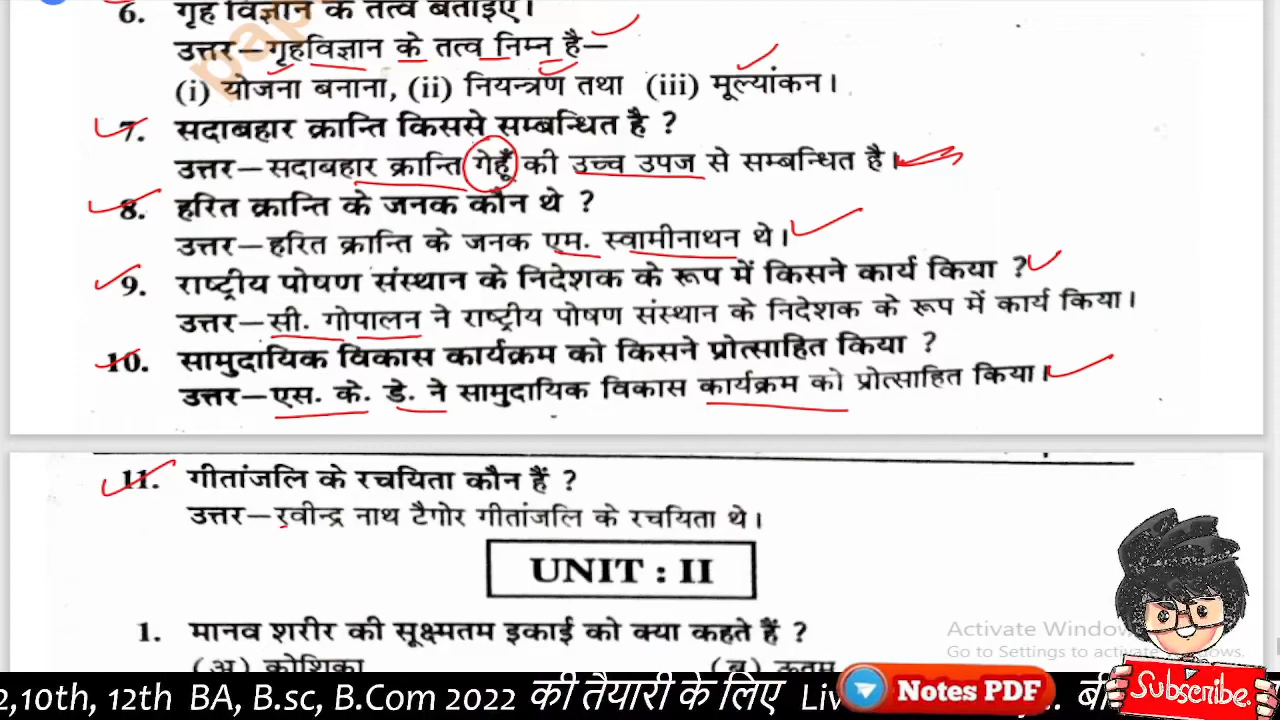 6. गृह विज्ञान के तत्व बताइए।
उत्तर–गृहविज्ञान के तत्व निम्न है–
(i) योजना बनाना, (ii) नियन्त्रण तथा (iii) मूल्यांकन।
7. सदाबहार क्रान्ति किससे सम्बन्धित है ?
उत्तर–सदाबहार क्रान्ति गेहूँ की उच्च उपज से सम्बन्धित है।
8. हरित क्रान्ति के जनक कौन थे ?
उत्तर–हरित क्रान्ति के जनक एम. स्वामीनाथन थे।
9. राष्ट्रीय पोषण संस्थान के निदेशक के रूप में किसने कार्य किया ?
उत्तर–सी. गोपालन ने राष्ट्रीय पोषण संस्थान के निदेशक के रूप में कार्य किया।
10. सामुदायिक विकास कार्यक्रम को किसने प्रोत्साहित किया ?
उत्तर–एस. के. डे. ने सामुदायिक विकास कार्यक्रम को प्रोत्साहित किया।
11. गीतांजलि के रचयिता कौन हैं ?
उत्तर–रवीन्द्र नाथ टैगोर गीतांजलि के रचयिता थे।
UNIT : II
1. मानव शरीर की सूक्ष्मतम इकाई को क्या कहते हैं ?
(अ) कोशिका (ब) ऊतम
Activate Windows
Go to Settings to activate Windows.
2,10th, 12th BA, B.sc, B.Com 2022 की तैयारी के लिए Liv
Notes PDF
Subscribe.